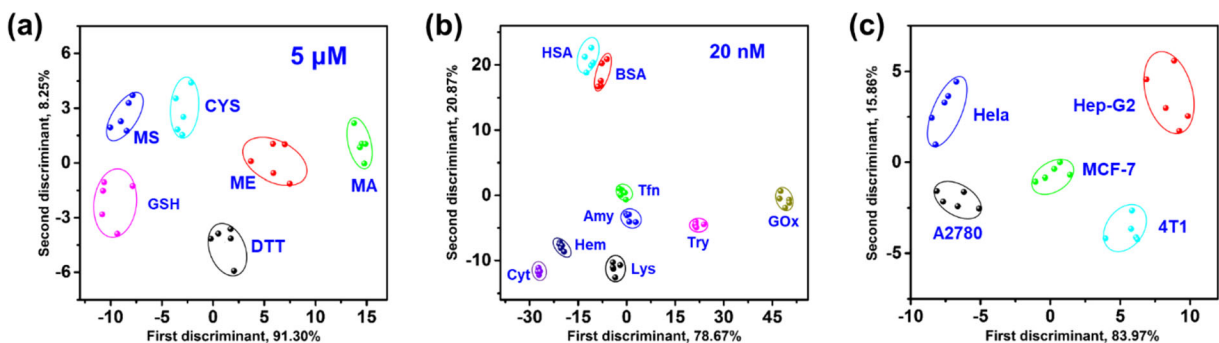 (a)
5 μM
Second discriminant, 8.25%
6
3
0
-3
-6
MS
CYS
ME
MA
GSH
DTT
-10
-5
0
5
10
15
First discriminant, 91.30%
(b)
20 nM
Second discriminant, 20.87%
20
10
0
-10
HSA
BSA
Tfn
Amy
GOx
Try
Hem
Cyt
Lys
-30
-15
0
15
30
45
First discriminant, 78.67%
(c)
Second discriminant, 15.86%
5
0
-5
Hela
Hep-G2
MCF-7
A2780
4T1
-10
-5
0
5
10
First discriminant, 83.97%